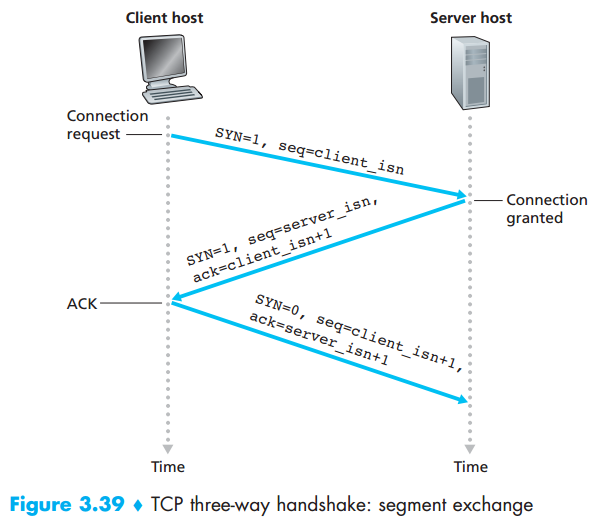 Client host
Server host
Connection
request
SYN=1, seq=client_isn
Connection
granted
SYN=1, seq=server_isn,
ack=client_isn+1
ACK
SYN=0, seq=client_isn+1,
ack=server_isn+1
Time
Time
Figure 3.39 ♦ TCP three-way handshake: segment exchange